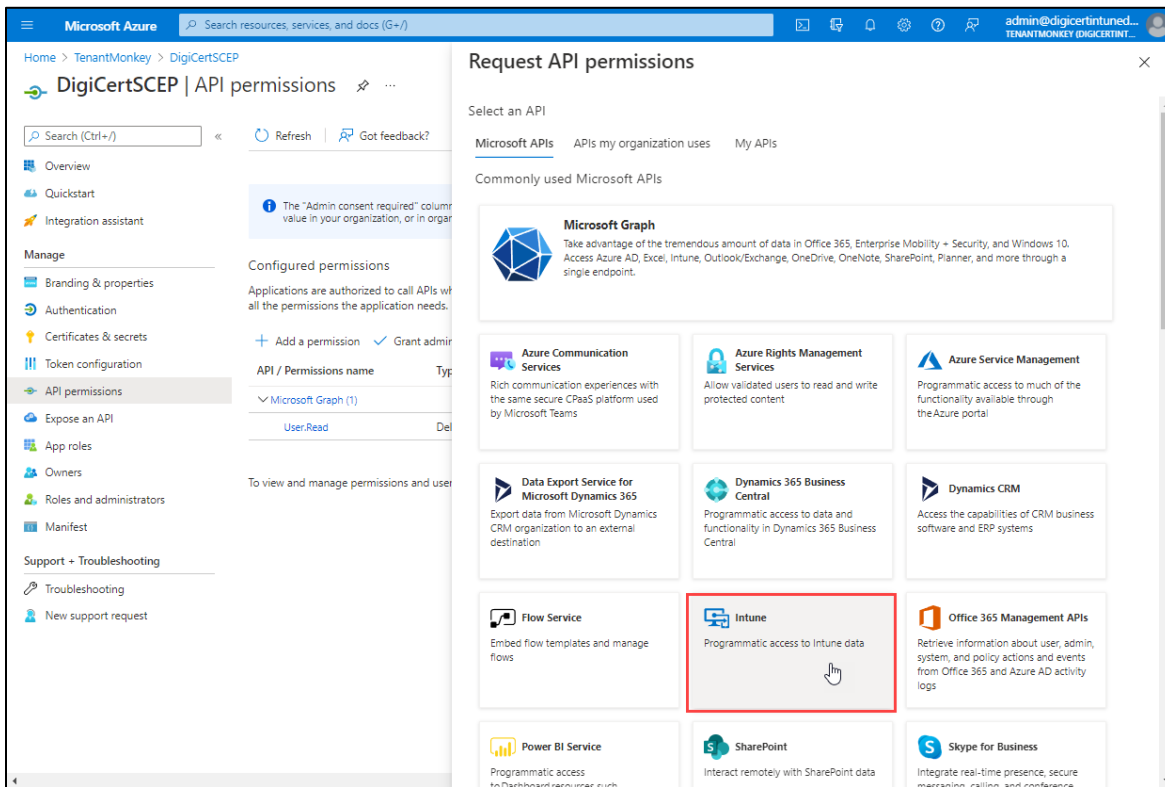 Microsoft Azure
Search resources, services, and docs (G+/)
admin@digicertintuned...
TENANTMONKEY (DIGICERTINT...
Home > TenantMonkey > DigiCertSCEP
DigiCertSCEP | API permissions
Search (Ctrl+/)
«
Overview
Quickstart
Integration assistant
Manage
Branding & properties
Authentication
Certificates & secrets
Token configuration
API permissions
Expose an API
App roles
Owners
Roles and administrators
Manifest
Support + Troubleshooting
Troubleshooting
New support request
Refresh
Got feedback?
The "Admin consent required" column
value in your organization, or in organ
Configured permissions
Applications are authorized to call APIs wh
all the permissions the application needs.
Add a permission
Grant admin
API / Permissions name
Typ
Microsoft Graph (1)
User.Read
Del
To view and manage permissions and user
Request API permissions
Select an API
Microsoft APIs
APIs my organization uses
My APIs
Commonly used Microsoft APIs
Microsoft Graph
Take advantage of the tremendous amount of data in Office 365, Enterprise Mobility + Security, and Windows 10.
Access Azure AD, Excel, Intune, Outlook/Exchange, OneDrive, OneNote, SharePoint, Planner, and more through a
single endpoint.
Azure Communication
Services
Rich communication experiences with
the same secure CPaaS platform used
by Microsoft Teams
Azure Rights Management
Services
Allow validated users to read and write
protected content
Azure Service Management
Programmatic access to much of the
functionality available through
the Azure portal
Data Export Service for
Microsoft Dynamics 365
Export data from Microsoft Dynamics
CRM organization to an external
destination
Dynamics 365 Business
Central
Programmatic access to data and
functionality in Dynamics 365 Business
Central
Dynamics CRM
Access the capabilities of CRM business
software and ERP systems
Flow Service
Embed flow templates and manage
flows
Intune
Programmatic access to Intune data
Office 365 Management APIs
Retrieve information about user, admin,
system, and policy actions and events
from Office 365 and Azure AD activity
logs
Power BI Service
Programmatic access
to Dashboard resources such
SharePoint
Interact remotely with SharePoint data
Skype for Business
Integrate real-time presence, secure
messaging, calling, and conference